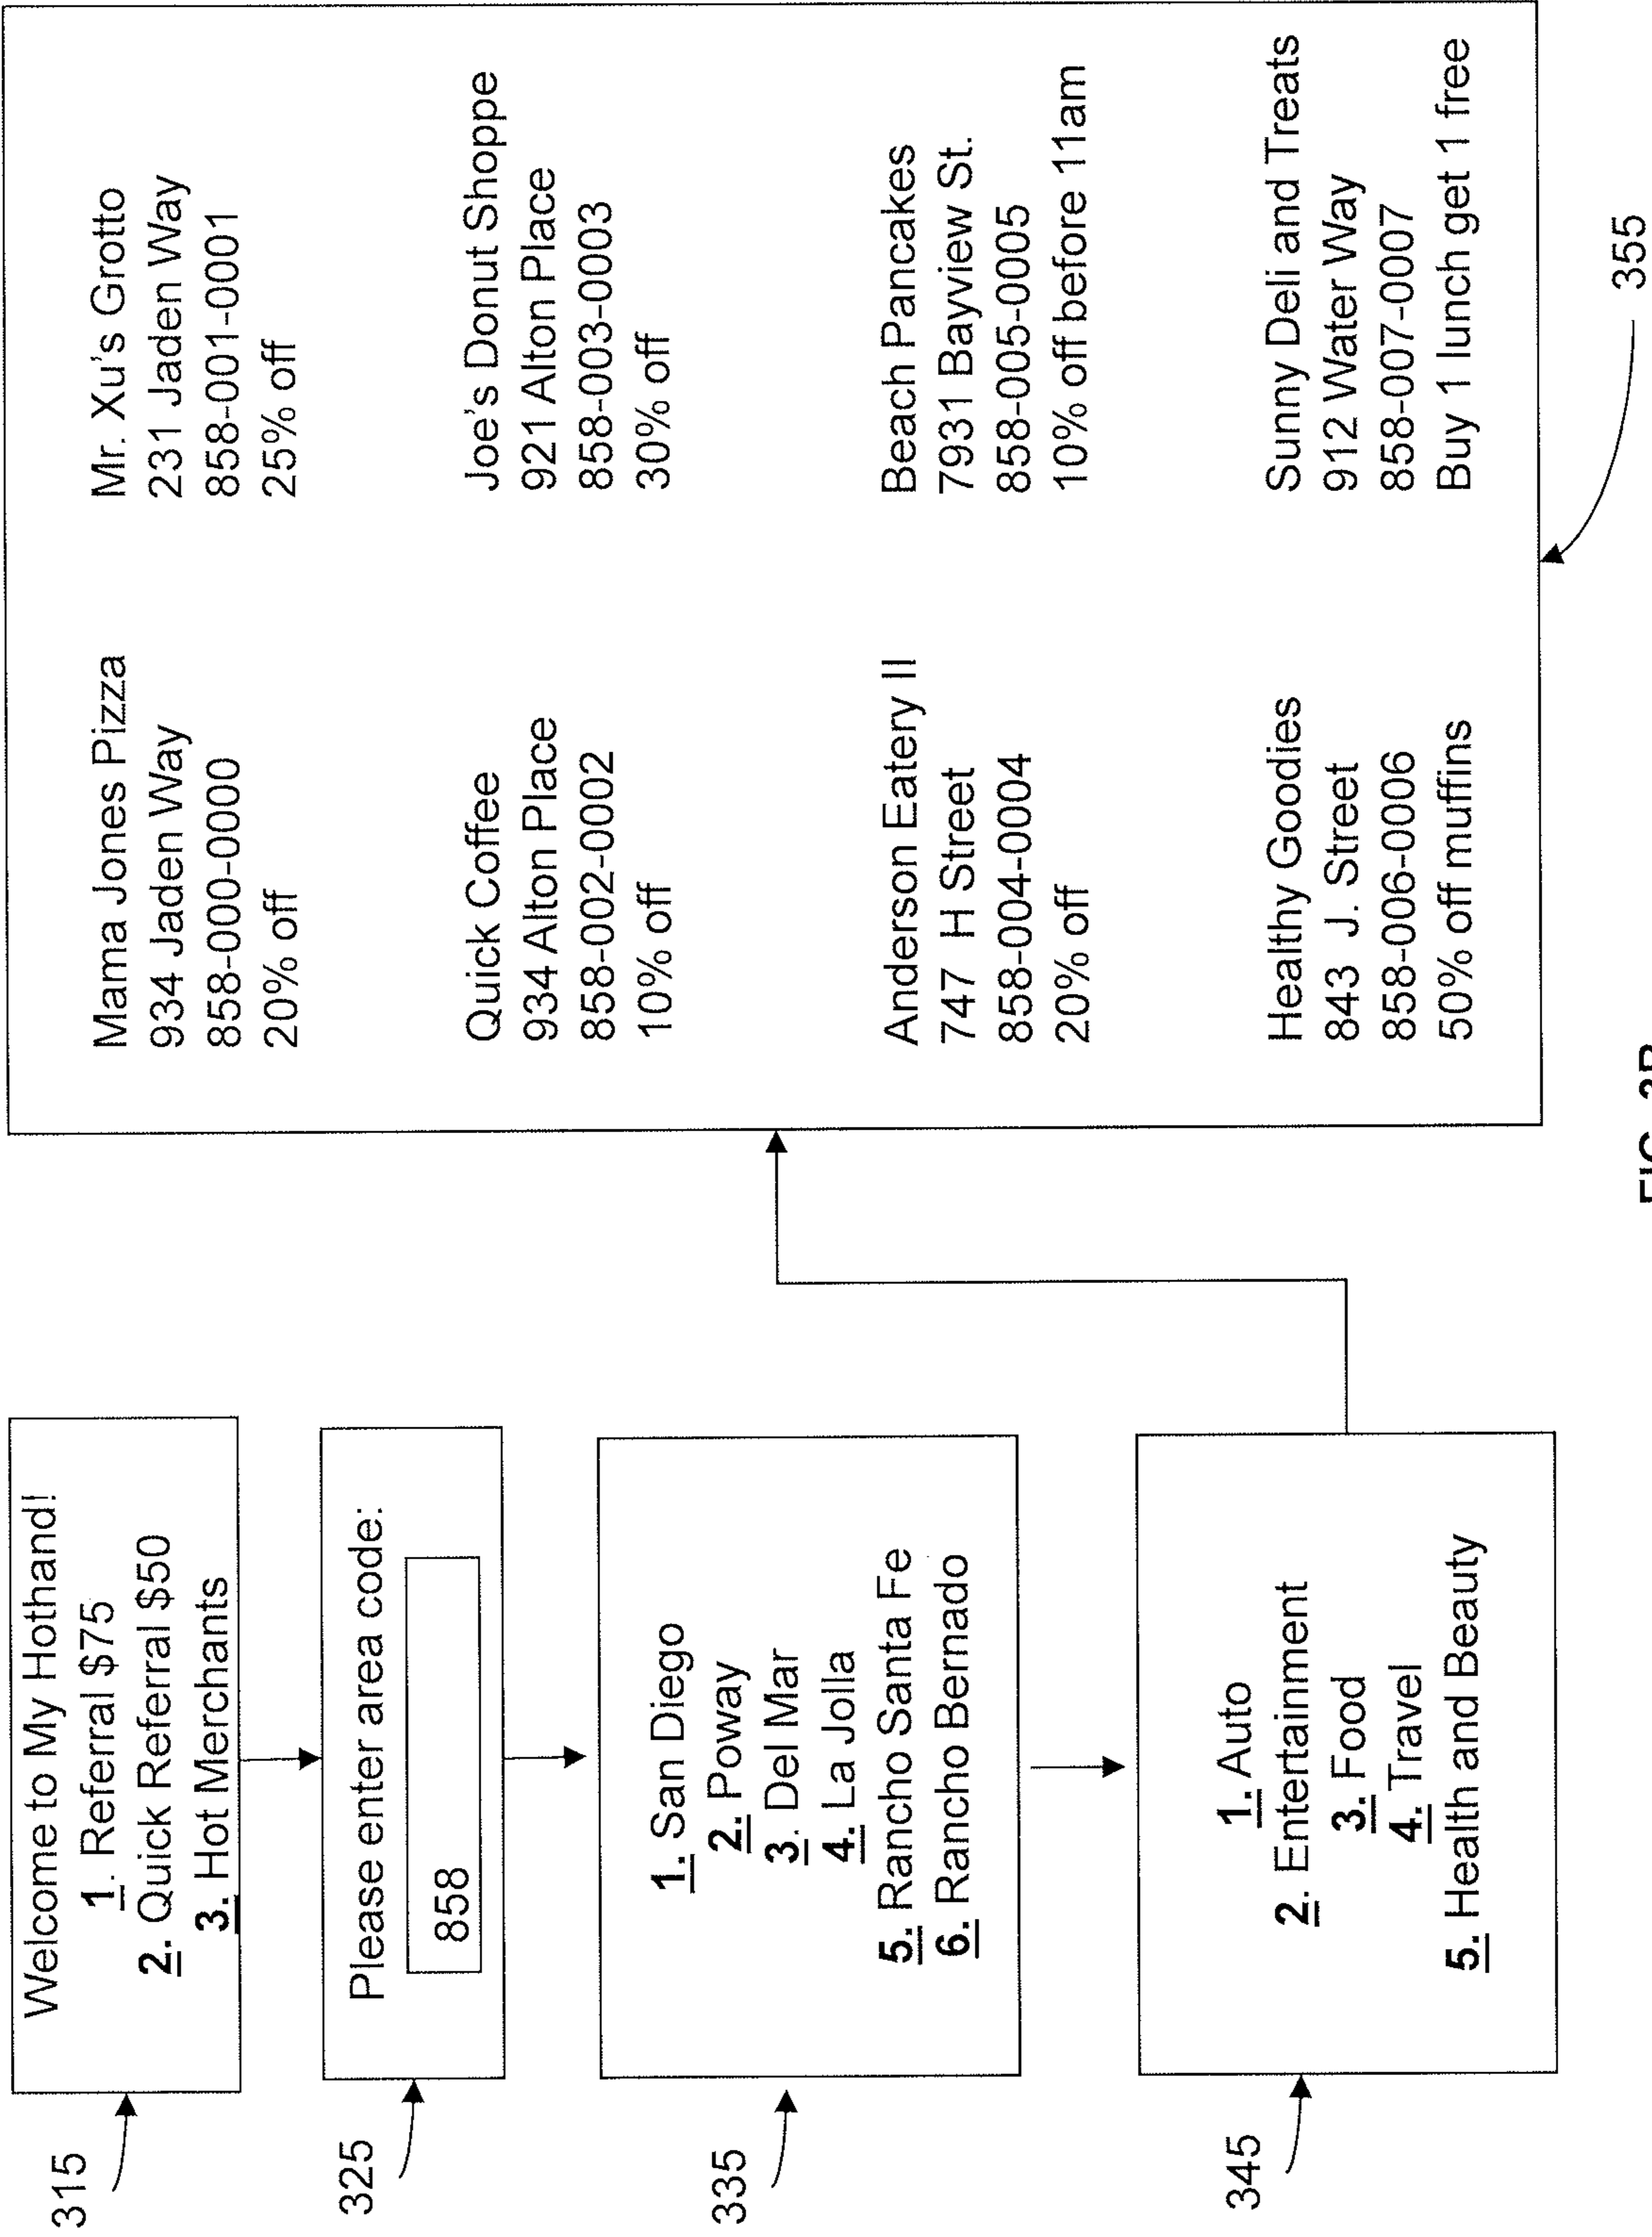 315
Welcome to My Hothand!
1. Referral $75
2. Quick Referral $50
3. Hot Merchants
325
Please enter area code:
858
335
1. San Diego
2. Poway
3. Del Mar
4. La Jolla
5. Rancho Santa Fe
6. Rancho Bernado
345
1. Auto
2. Entertainment
3. Food
4. Travel
5. Health and Beauty
Mama Jones Pizza
934 Jaden Way
858-000-0000
20% off
Mr. Xu's Grotto
231 Jaden Way
858-001-0001
25% off
Quick Coffee
934 Alton Place
858-002-0002
10% off
Joe's Donut Shoppe
921 Alton Place
858-003-0003
30% off
Anderson Eatery II
747 H Street
858-004-0004
20% off
Beach Pancakes
7931 Bayview St.
858-005-0005
10% off before 11am
Healthy Goodies
843 J. Street
858-006-0006
50% off muffins
Sunny Deli and Treats
912 Water Way
858-007-0007
Buy 1 lunch get 1 free
355